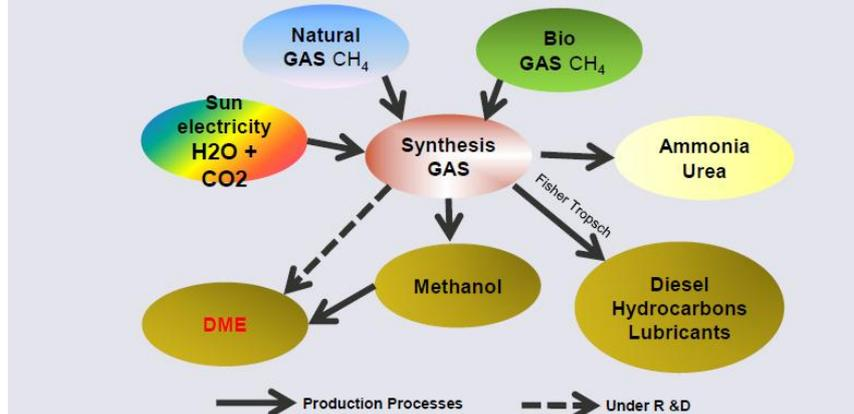 Natural
GAS CH₄
Bio
GAS CH₄
Sun
electricity
H2O +
CO2
Synthesis
GAS
Ammonia
Urea
Fisher Tropsch
Methanol
Diesel
Hydrocarbons
Lubricants
DME
Production Processes
Under R &D